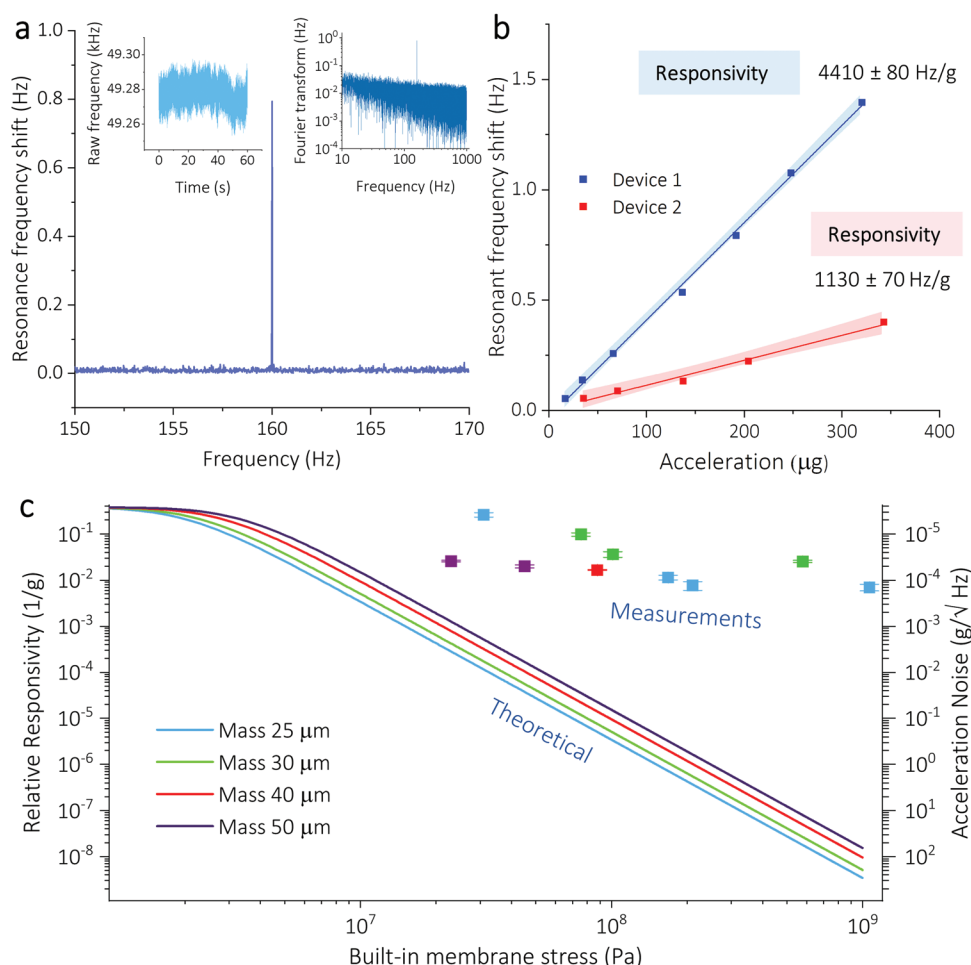 a
Resonance frequency shift (Hz)
1.0
0.8
0.6
0.4
0.2
0.0
150
155
160
165
170
Frequency (Hz)
Raw frequency (kHz)
49.30
49.28
49.26
0
20
40
60
Time (s)
Fourier transform (Hz)
10¹
10⁰
10⁻¹
10⁻²
10⁻³
10⁻⁴
10
100
1000
Frequency (Hz)
b
Resonant frequency shift (Hz)
1.5
1.0
0.5
0.0
0
100
200
300
400
Acceleration (μg)
Responsivity
4410 ± 80 Hz/g
Device 1
Device 2
Responsivity
1130 ± 70 Hz/g
c
Relative Responsivity (1/g)
10⁻¹
10⁻²
10⁻³
10⁻⁴
10⁻⁵
10⁻⁶
10⁻⁷
10⁻⁸
Measurements
Theoretical
Mass 25 μm
Mass 30 μm
Mass 40 μm
Mass 50 μm
10⁻⁵
10⁻⁴
10⁻³
10⁻²
10⁻¹
10⁰
10¹
10²
Acceleration Noise (g/√ Hz)
10⁷
10⁸
10⁹
Built-in membrane stress (Pa)